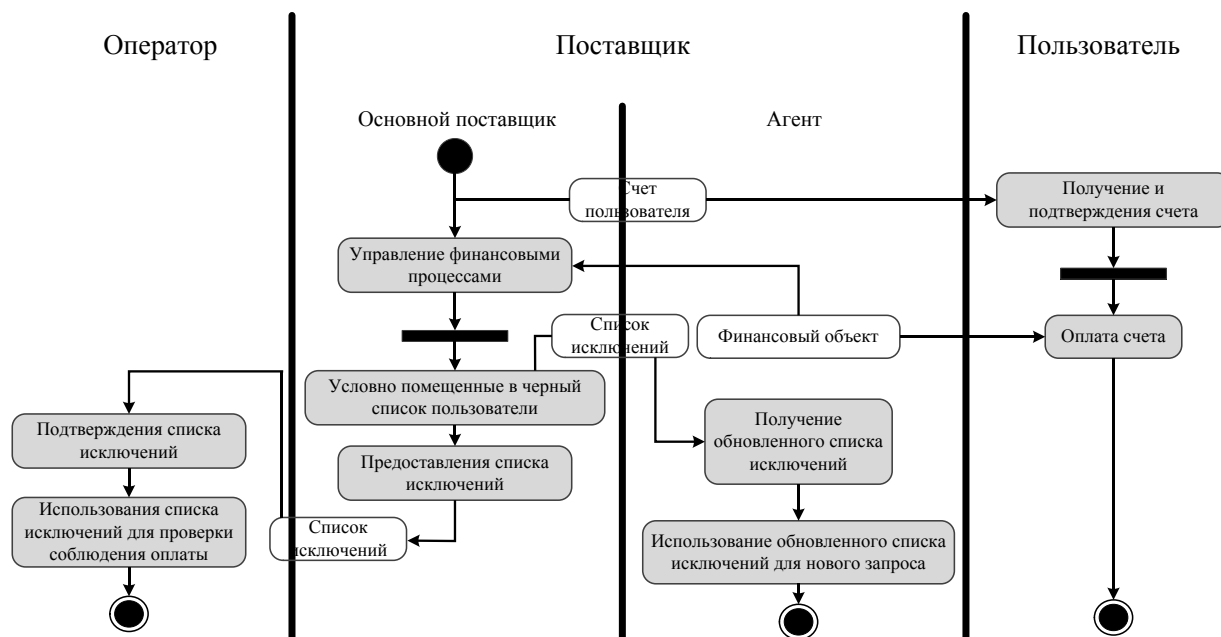 Оператор
Поставщик
Пользователь
Основной поставщик
Агент
Счет
пользователя
Получение и
подтверждения счета
Управление финансовыми
процессами
Список
исключений
Финансовый объект
Оплата счета
Условно помещенные в черный
список пользователи
Подтверждения списка
исключений
Получение
обновленного списка
исключений
Предоставления списка
исключений
Использования списка
исключений для проверки
соблюдения оплаты
Список
исключений
Использование обновленного списка
исключений для нового запроса